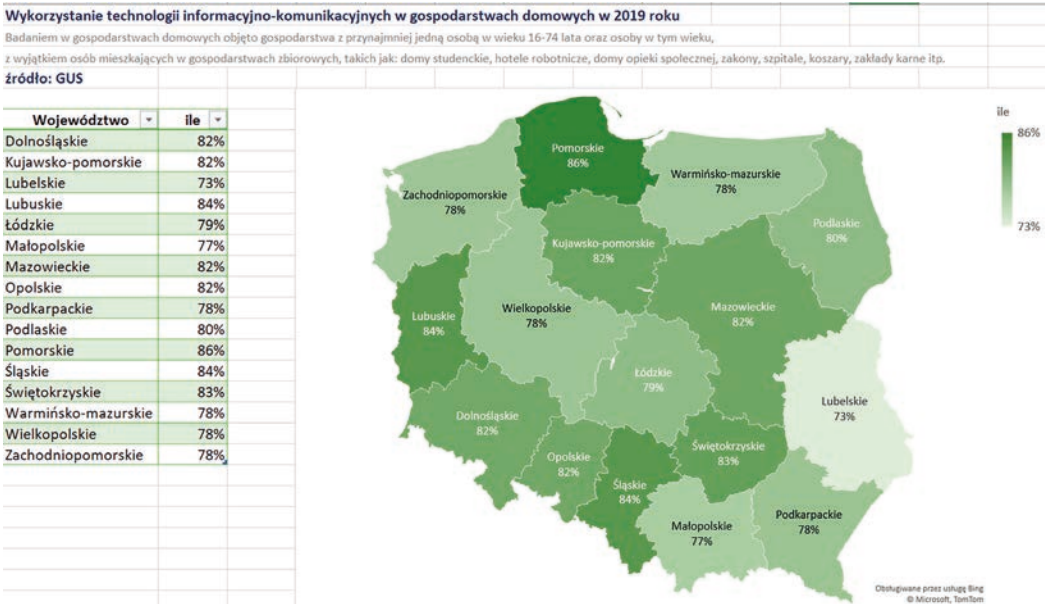 Wykorzystanie technologii informacyjno-komunikacyjnych w gospodarstwach domowych w 2019 roku
Badaniem w gospodarstwach domowych objęto gospodarstwa z przynajmniej jedną osobą w wieku 16-74 lata oraz osoby w tym wieku,
z wyjątkiem osób mieszkających w gospodarstwach zbiorowych, takich jak: domy studenckie, hotele robotnicze, domy opieki społecznej, zakony, szpitale, koszary, zakłady karne itp.
źródło: GUS
Województwo ile
Dolnośląskie 82%
Kujawsko-pomorskie 82%
Lubelskie 73%
Lubuskie 84%
Łódzkie 79%
Małopolskie 77%
Mazowieckie 82%
Opolskie 82%
Podkarpackie 78%
Podlaskie 80%
Pomorskie 86%
Śląskie 84%
Świętokrzyskie 83%
Warmińsko-mazurskie 78%
Wielkopolskie 78%
Zachodniopomorskie 78%
ile
86%
73%
Pomorskie
86%
Warmińsko-mazurskie
78%
Zachodniopomorskie
78%
Podlaskie
80%
Kujawsko-pomorskie
82%
Mazowieckie
82%
Wielkopolskie
78%
Lubuskie
84%
Łódzkie
79%
Lubelskie
73%
Dolnośląskie
82%
Świętokrzyskie
83%
Opolskie
82%
Śląskie
84%
Podkarpackie
78%
Małopolskie
77%
Obsługiwane przez usługę Bing
© Microsoft, TomTom